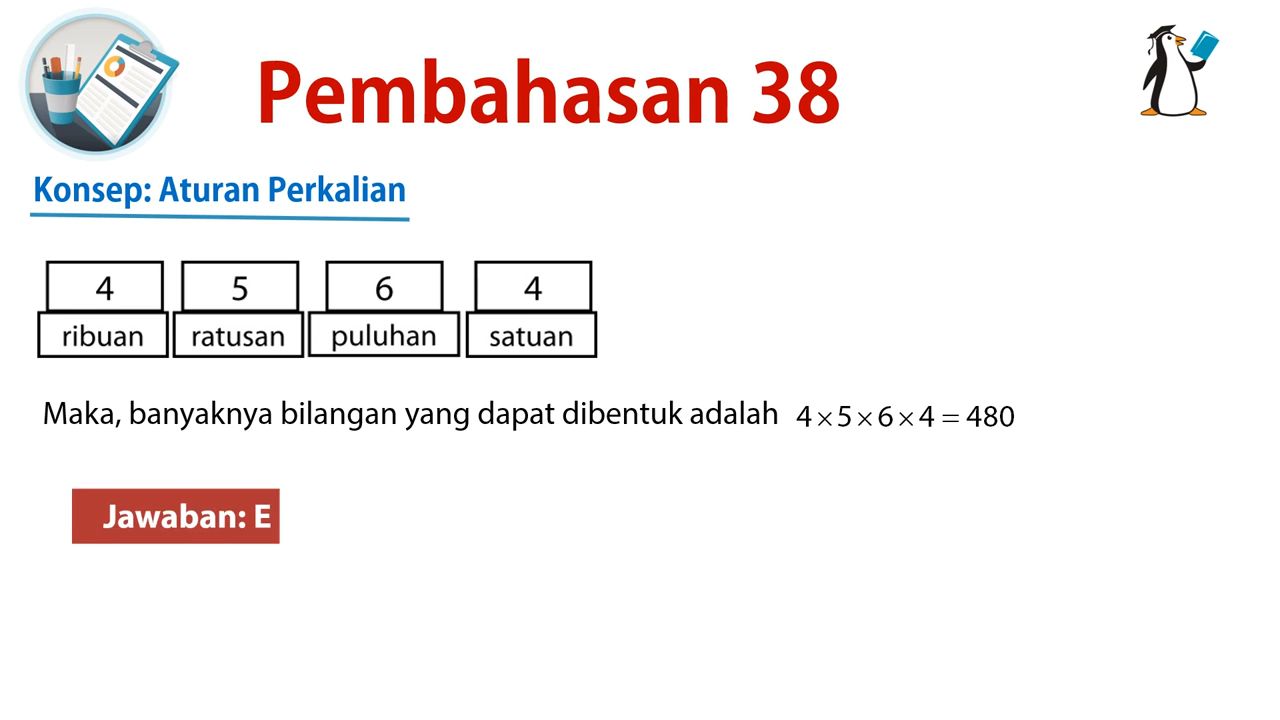 Pembahasan 38
Konsep: Aturan Perkalian
4 5 6 4
ribuan ratusan puluhan satuan
Maka, banyaknya bilangan yang dapat dibentuk adalah 4×5×6×4=480
Jawaban: E